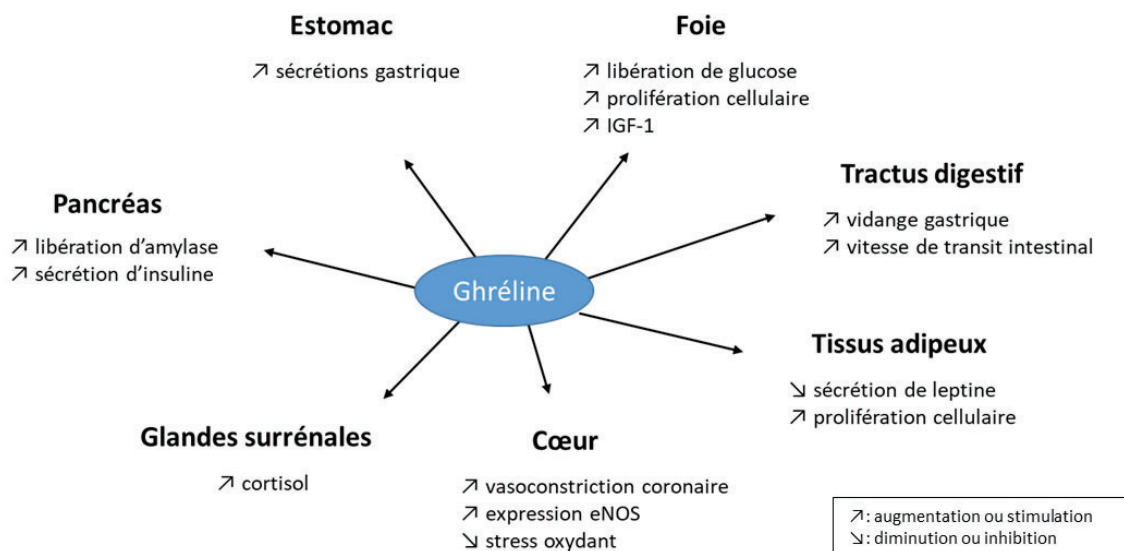 Estomac
↗ sécrétions gastrique
Foie
↗ libération de glucose
↗ prolifération cellulaire
↗ IGF-1
Tractus digestif
↗ vidange gastrique
↗ vitesse de transit intestinal
Pancréas
↗ libération d’amylase
↗ sécrétion d’insuline
Ghréline
Tissus adipeux
↘ sécrétion de leptine
↗ prolifération cellulaire
Glandes surrénales
↗ cortisol
Cœur
↗ vasoconstriction coronaire
↗ expression eNOS
↘ stress oxydant
↗: augmentation ou stimulation
↘: diminution ou inhibition